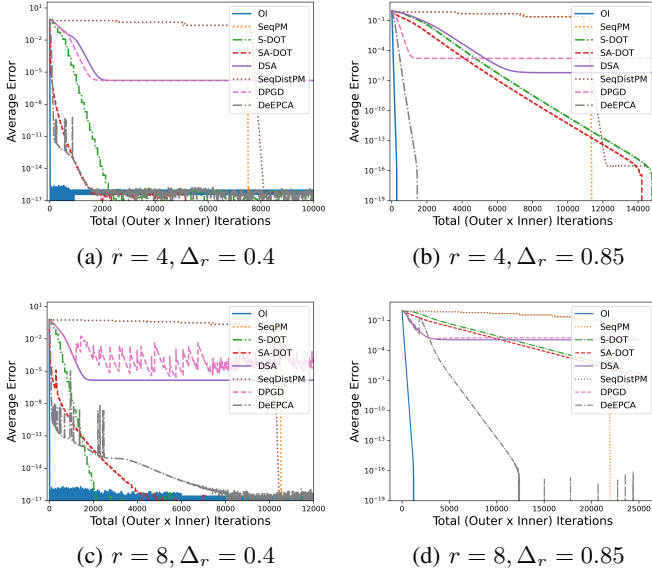 10¹
10⁻²
10⁻⁵
10⁻⁸
10⁻¹¹
10⁻¹⁴
10⁻¹⁷
Average Error
OI
SeqPM
S-DOT
SA-DOT
DSA
SeqDistPM
DPGD
DeEPCA
0 2000 4000 6000 8000 10000
Total (Outer x Inner) Iterations
(a) r = 4, Δᵣ = 0.4
10⁻¹
10⁻⁴
10⁻⁷
10⁻¹⁰
10⁻¹³
10⁻¹⁶
10⁻¹⁹
Average Error
OI
SeqPM
S-DOT
SA-DOT
DSA
SeqDistPM
DPGD
DeEPCA
0 2000 4000 6000 8000 10000 12000 14000
Total (Outer x Inner) Iterations
(b) r = 4, Δᵣ = 0.85
10¹
10⁻²
10⁻⁵
10⁻⁸
10⁻¹¹
10⁻¹⁴
10⁻¹⁷
Average Error
OI
SeqPM
S-DOT
SA-DOT
DSA
SeqDistPM
DPGD
DeEPCA
0 2000 4000 6000 8000 10000 12000
Total (Outer x Inner) Iterations
(c) r = 8, Δᵣ = 0.4
10⁻¹
10⁻⁴
10⁻⁷
10⁻¹⁰
10⁻¹³
10⁻¹⁶
10⁻¹⁹
Average Error
OI
SeqPM
S-DOT
SA-DOT
DSA
SeqDistPM
DPGD
DeEPCA
0 5000 10000 15000 20000 25000
Total (Outer x Inner) Iterations
(d) r = 8, Δᵣ = 0.85